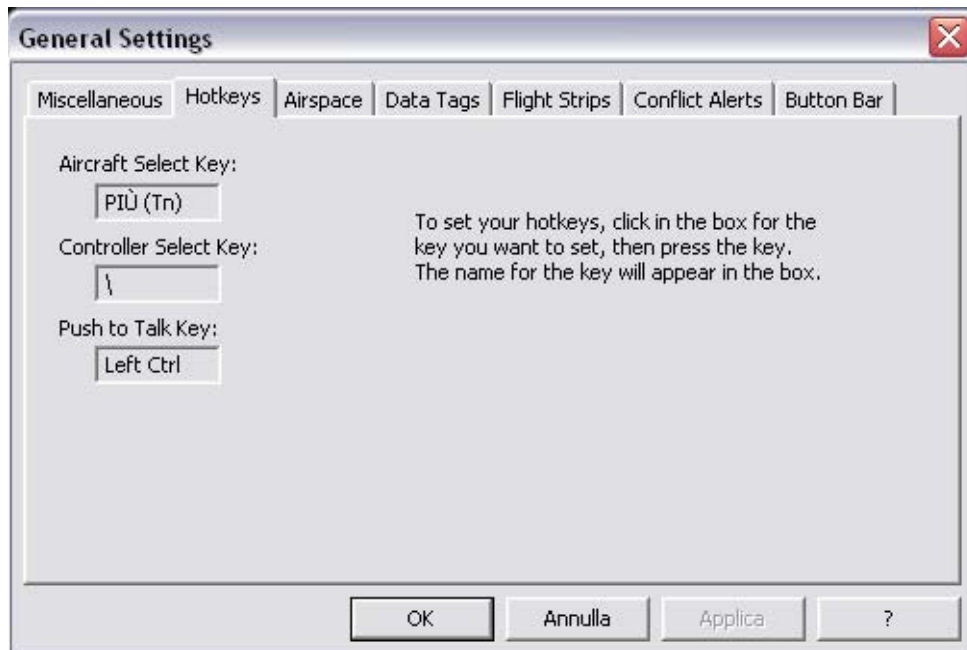 General Settings
Miscellaneous Hotkeys Airspace Data Tags Flight Strips Conflict Alerts Button Bar
Aircraft Select Key:
PIÙ (Tn)
Controller Select Key:
\
Push to Talk Key:
Left Ctrl
To set your hotkeys, click in the box for the
key you want to set, then press the key.
The name for the key will appear in the box.
OK Annulla Applica ?